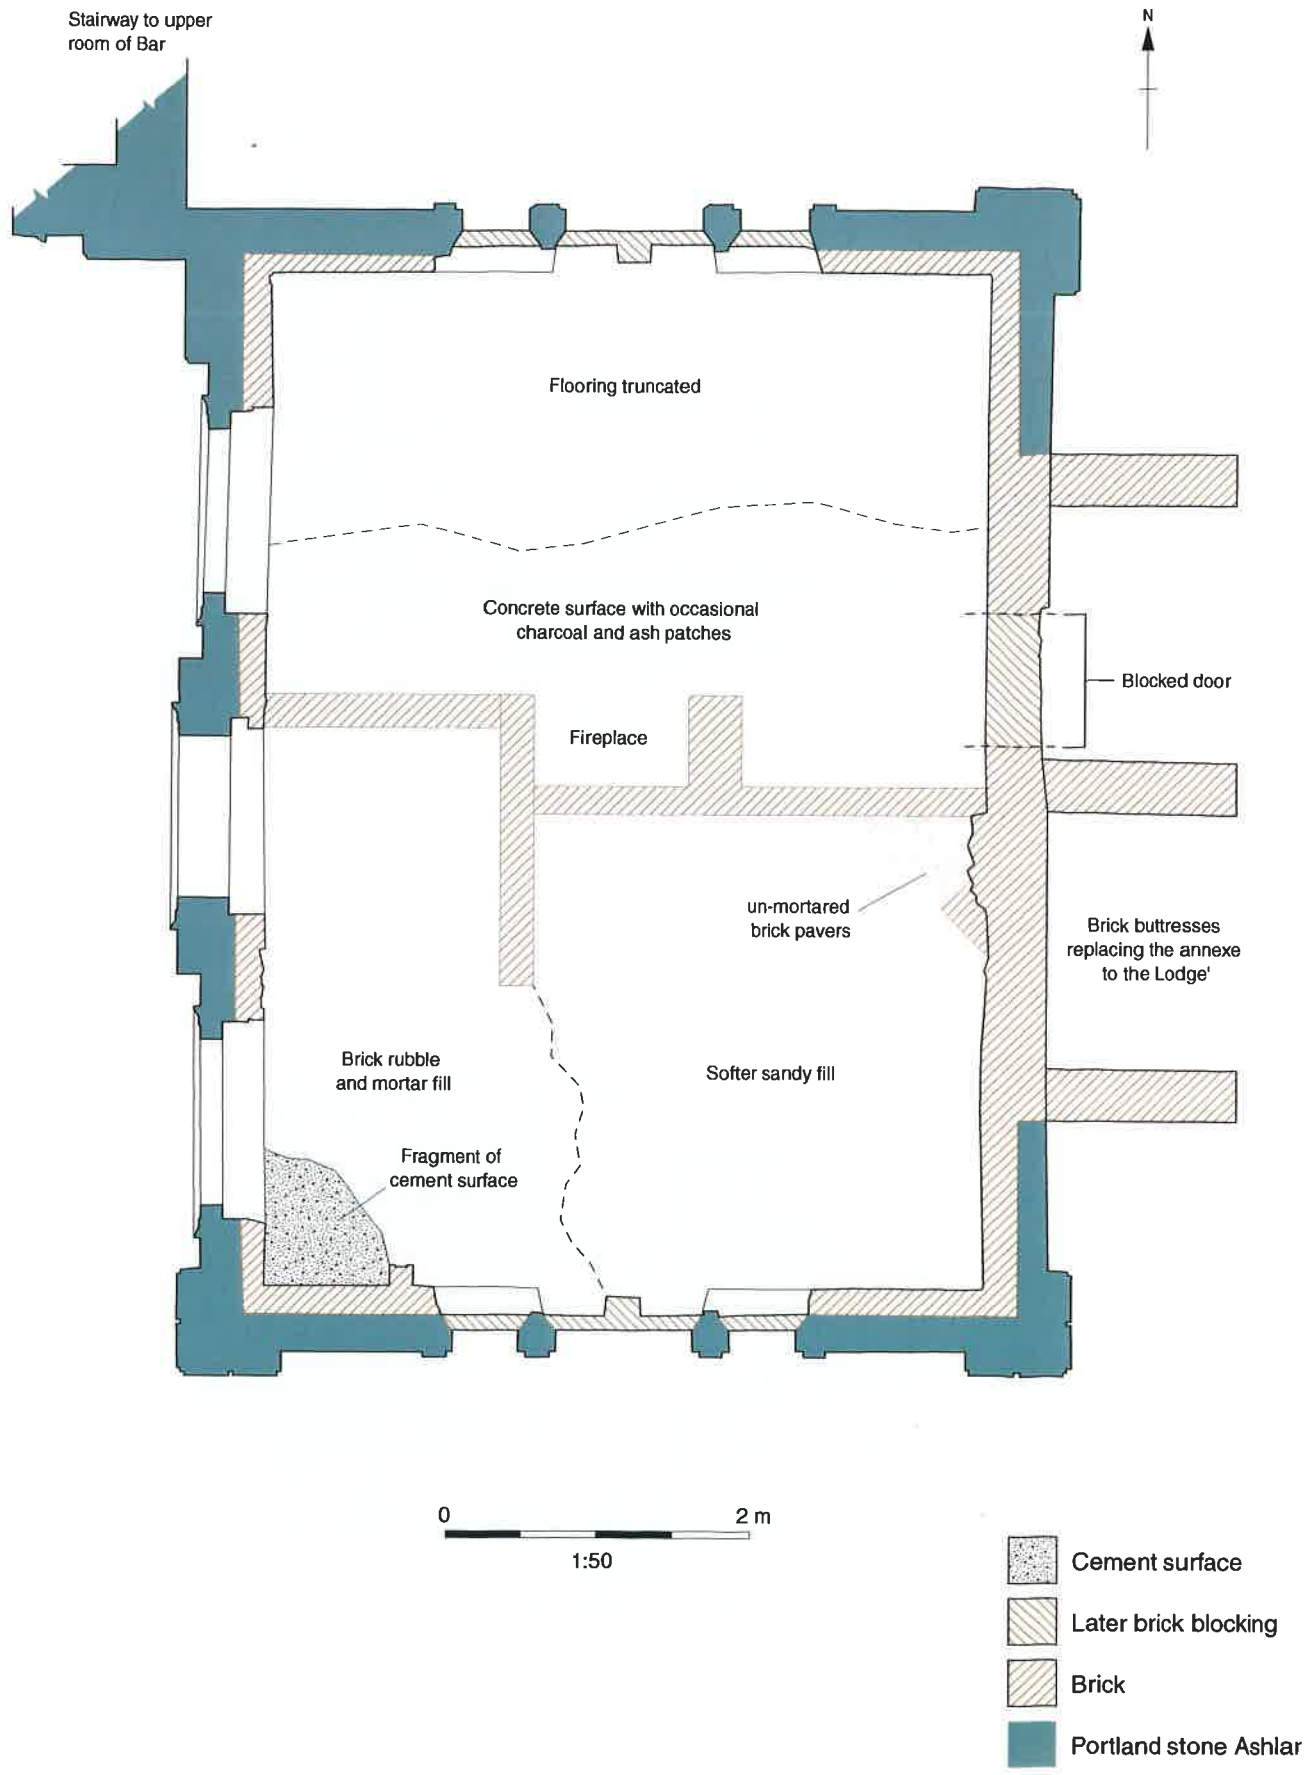 Stairway to upper
room of Bar
N
Flooring truncated
Concrete surface with occasional
charcoal and ash patches
Blocked door
Fireplace
un-mortared
brick pavers
Brick buttresses
replacing the annexe
to the Lodge'
Brick rubble
and mortar fill
Softer sandy fill
Fragment of
cement surface
0 2 m
1:50
Cement surface
Later brick blocking
Brick
Portland stone Ashlar